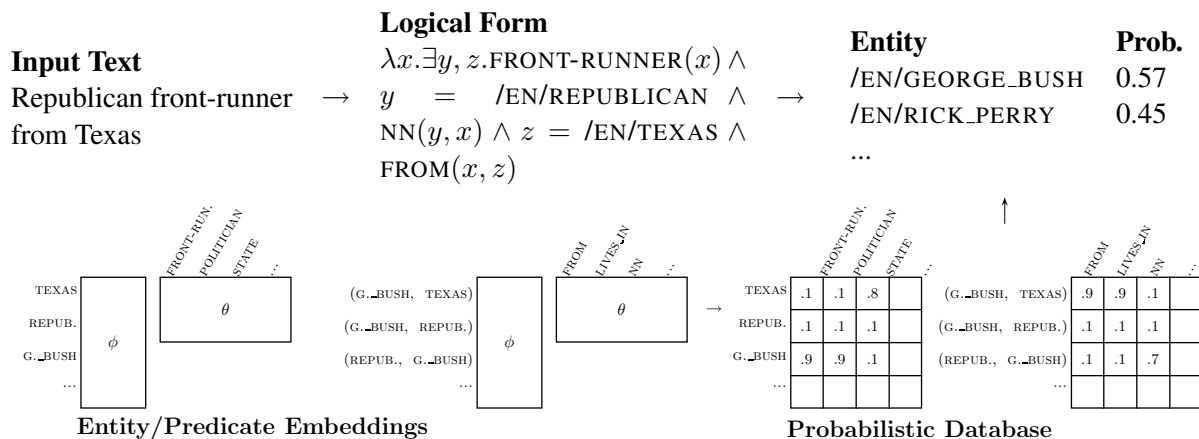 Input Text
Republican front-runner
from Texas
→
Logical Form
λx.∃y, z.FRONT-RUNNER(x) ∧
y = /EN/REPUBLICAN ∧
NN(y, x) ∧ z = /EN/TEXAS ∧
FROM(x, z)
→
Entity Prob.
/EN/GEORGE_BUSH 0.57
/EN/RICK_PERRY 0.45
...
FRONT-RUN. POLITICIAN STATE ...
TEXAS
REPUB.
G._BUSH
...
ϕ
θ
FROM LIVES_IN NN ...
(G._BUSH, TEXAS)
(G._BUSH, REPUB.)
(REPUB., G._BUSH)
...
ϕ
θ
Entity/Predicate Embeddings
→
FRONT-RUN. POLITICIAN STATE ...
TEXAS .1 .1 .8
REPUB. .1 .1 .1
G._BUSH .9 .9 .1
...
FROM LIVES_IN NN ...
(G._BUSH, TEXAS) .9 .9 .1
(G._BUSH, REPUB.) .1 .1 .1
(REPUB., G._BUSH) .1 .1 .7
...
Probabilistic Database